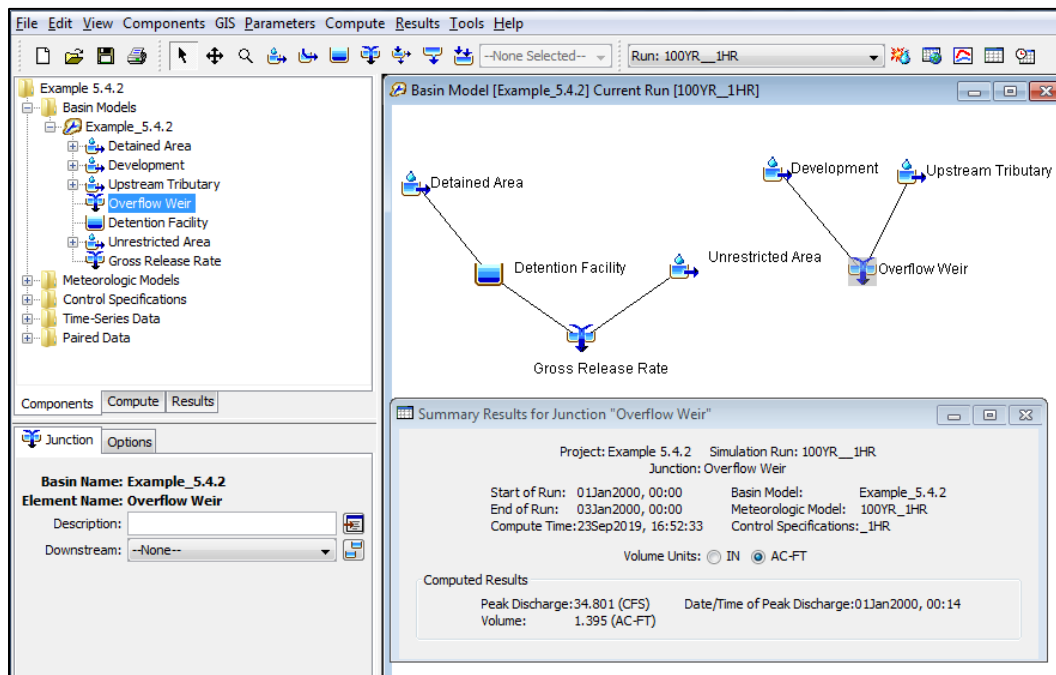 File Edit View Components GIS Parameters Compute Results Tools Help
--None Selected-- Run: 100YR__1HR
Example 5.4.2
Basin Models
Example_5.4.2
Detained Area
Development
Upstream Tributary
Overflow Weir
Detention Facility
Unrestricted Area
Gross Release Rate
Meteorologic Models
Control Specifications
Time-Series Data
Paired Data
Components Compute Results
Junction Options
Basin Name: Example_5.4.2
Element Name: Overflow Weir
Description:
Downstream: --None--
Basin Model [Example_5.4.2] Current Run [100YR_1HR]
Development Upstream Tributary
Detained Area
Detention Facility Unrestricted Area Overflow Weir
Gross Release Rate
Summary Results for Junction "Overflow Weir"
Project: Example 5.4.2 Simulation Run: 100YR__1HR
Junction: Overflow Weir
Start of Run: 01Jan2000, 00:00 Basin Model: Example_5.4.2
End of Run: 03Jan2000, 00:00 Meteorologic Model: 100YR_1HR
Compute Time:23Sep2019, 16:52:33 Control Specifications:_1HR
Volume Units: IN AC-FT
Computed Results
Peak Discharge:34.801 (CFS) Date/Time of Peak Discharge:01Jan2000, 00:14
Volume: 1.395 (AC-FT)